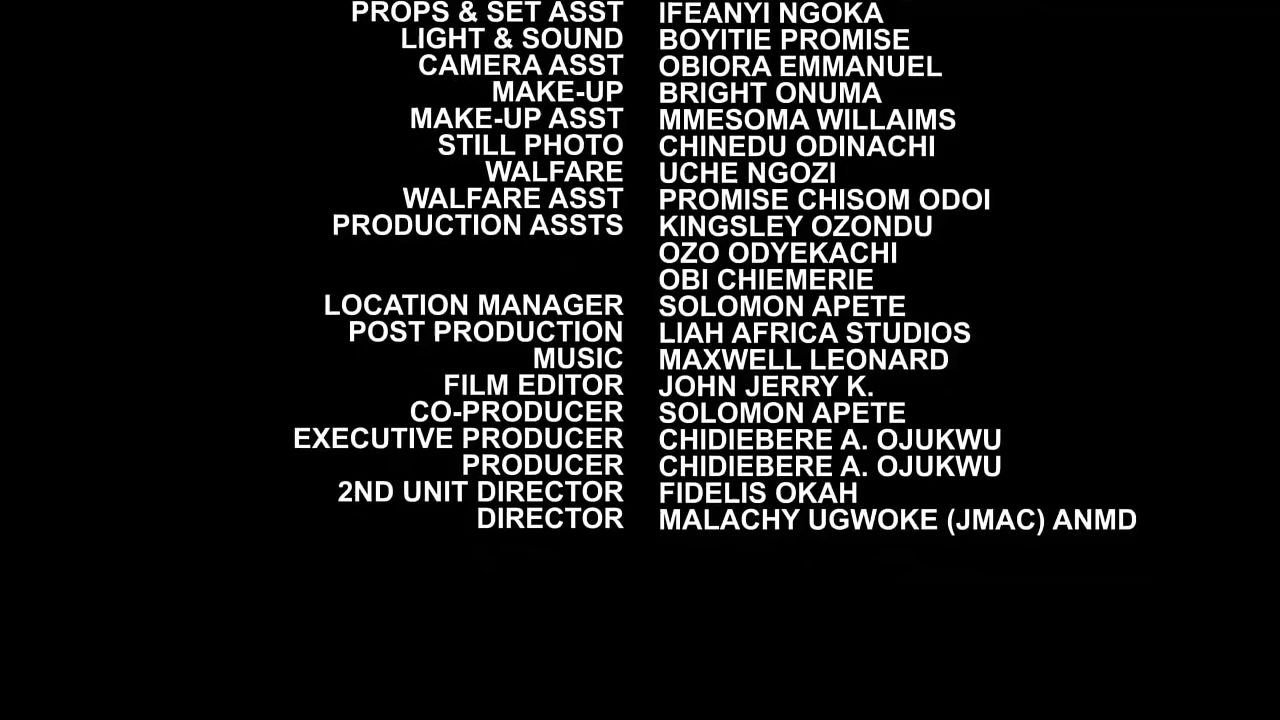 PROPS & SET ASST IFEANYI NGOKA
LIGHT & SOUND BOYITIE PROMISE
CAMERA ASST OBIORA EMMANUEL
MAKE-UP BRIGHT ONUMA
MAKE-UP ASST MMESOMA WILLAIMS
STILL PHOTO CHINEDU ODINACHI
WALFARE UCHE NGOZI
WALFARE ASST PROMISE CHISOM ODOI
PRODUCTION ASSTS KINGSLEY OZONDU
OZO ODYEKACHI
OBI CHIEMERIE
LOCATION MANAGER SOLOMON APETE
POST PRODUCTION LIAH AFRICA STUDIOS
MUSIC MAXWELL LEONARD
FILM EDITOR JOHN JERRY K.
CO-PRODUCER SOLOMON APETE
EXECUTIVE PRODUCER CHIDIEBERE A. OJUKWU
PRODUCER CHIDIEBERE A. OJUKWU
2ND UNIT DIRECTOR FIDELIS OKAH
DIRECTOR MALACHY UGWOKE (JMAC) ANMD